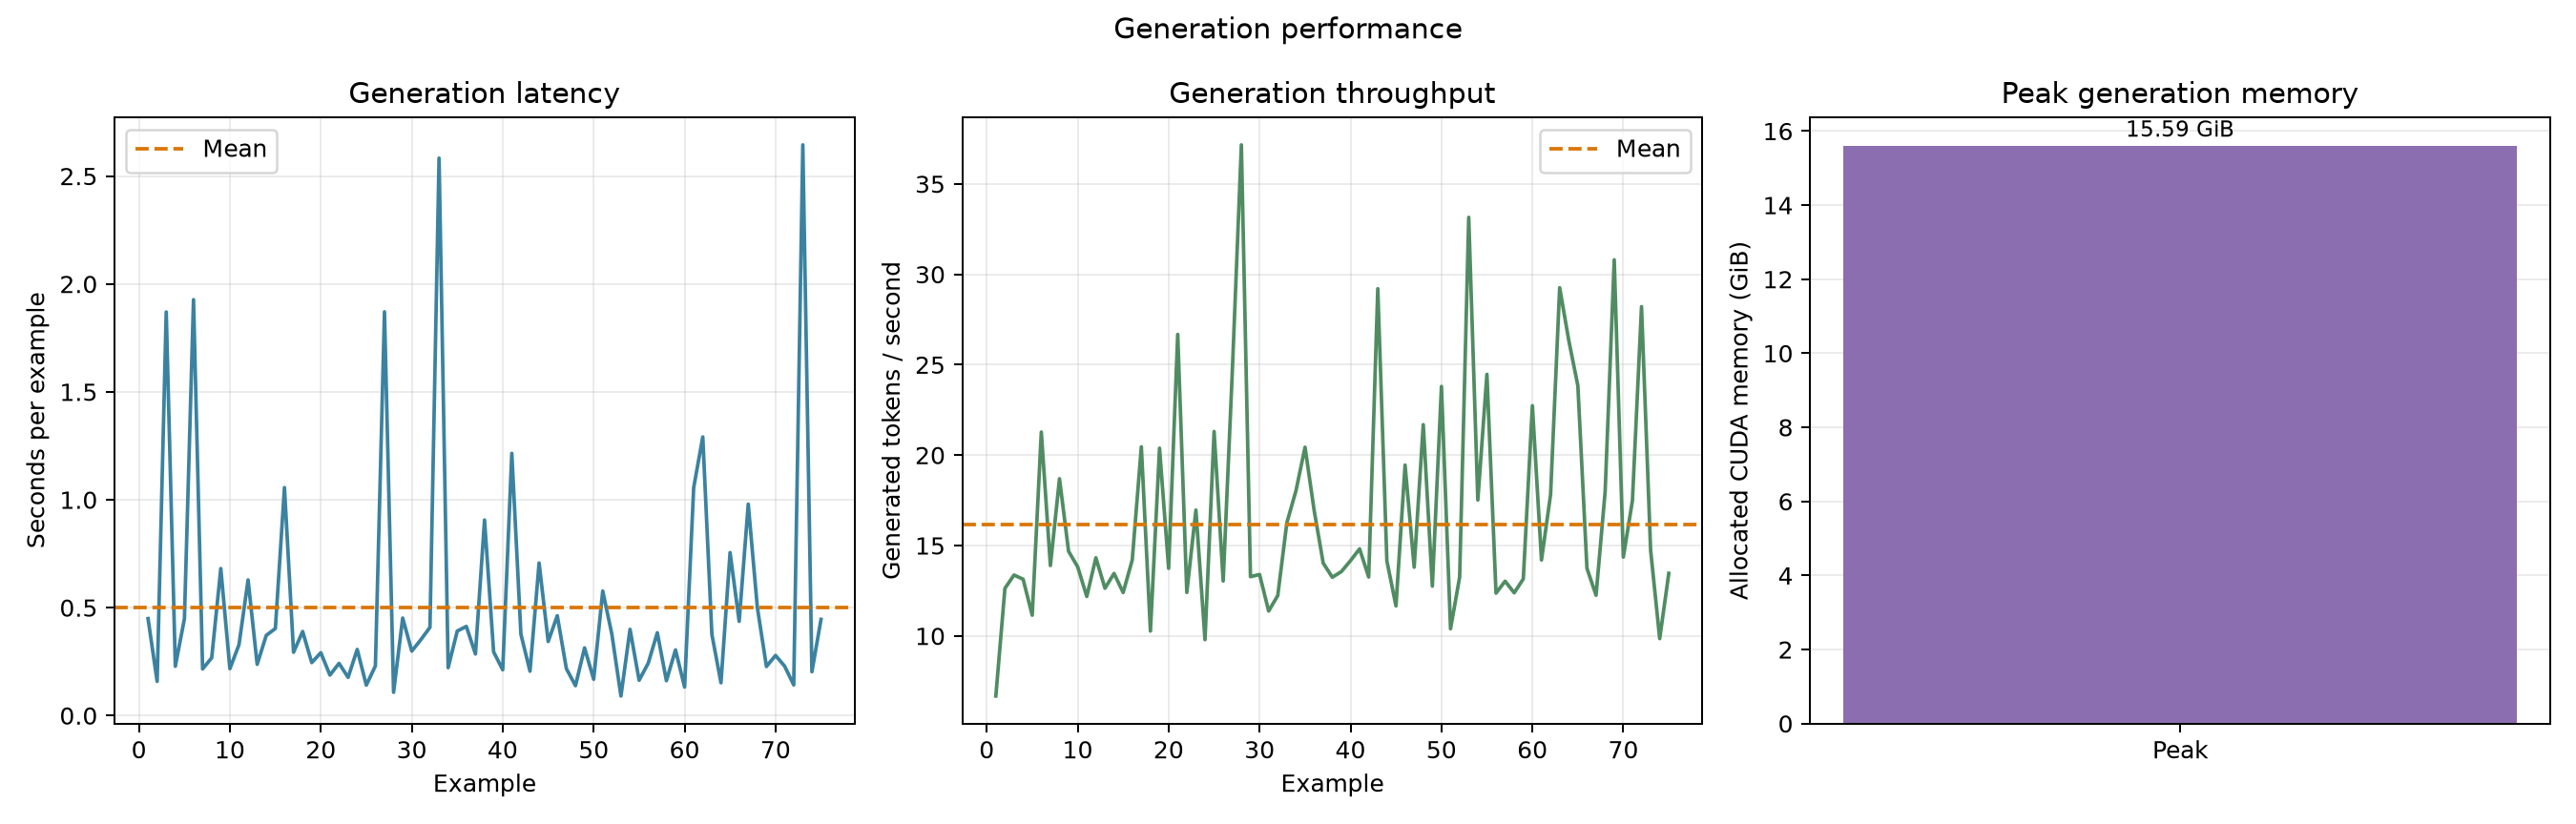 Generation performance
Generation latency
Mean
2.5
2.0
1.5
1.0
0.5
0.0
Seconds per example
0 10 20 30 40 50 60 70
Example
Generation throughput
Mean
35
30
25
20
15
10
Generated tokens / second
0 10 20 30 40 50 60 70
Example
Peak generation memory
15.59 GiB
16
14
12
10
8
6
4
2
0
Allocated CUDA memory (GiB)
Peak